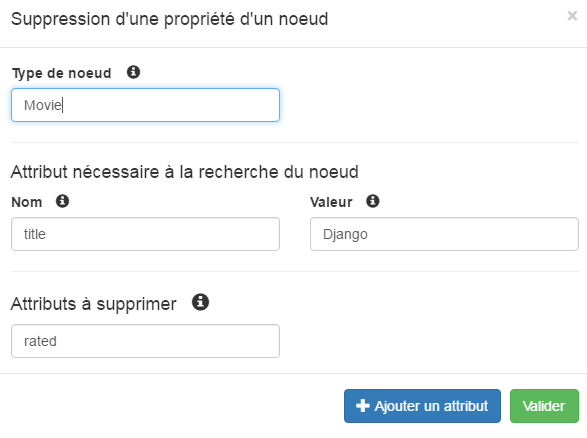 Suppression d'une propriété d'un noeud ×
Type de noeud
Movie
Attribut nécessaire à la recherche du noeud
Nom Valeur
title Django
Attributs à supprimer
rated
Ajouter un attribut Valider